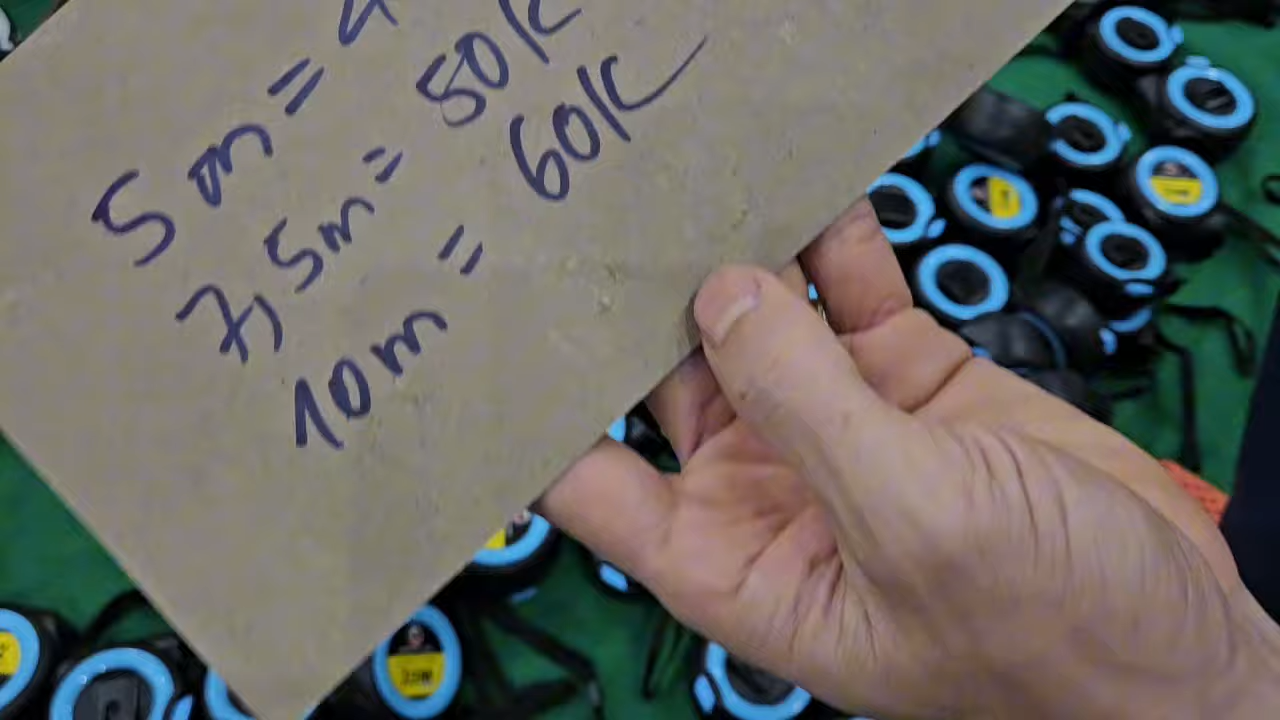 5m =
7,5m = 50K
10m = 60K